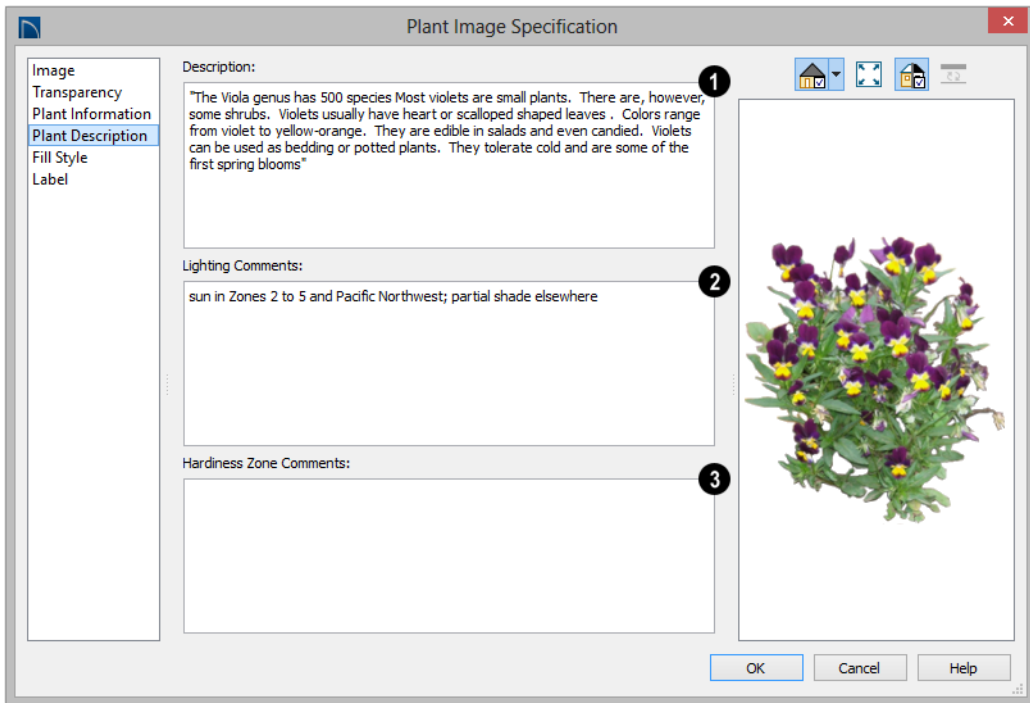 Plant Image Specification
Image
Transparency
Plant Information
Plant Description
Fill Style
Label
Description:
1
"The Viola genus has 500 species Most violets are small plants.  There are, however,
some shrubs.  Violets usually have heart or scalloped shaped leaves .  Colors range
from violet to yellow-orange.  They are edible in salads and even candied.  Violets
can be used as bedding or potted plants.  They tolerate cold and are some of the
first spring blooms"
Lighting Comments:
2
sun in Zones 2 to 5 and Pacific Northwest; partial shade elsewhere
Hardiness Zone Comments:
3
OK Cancel Help